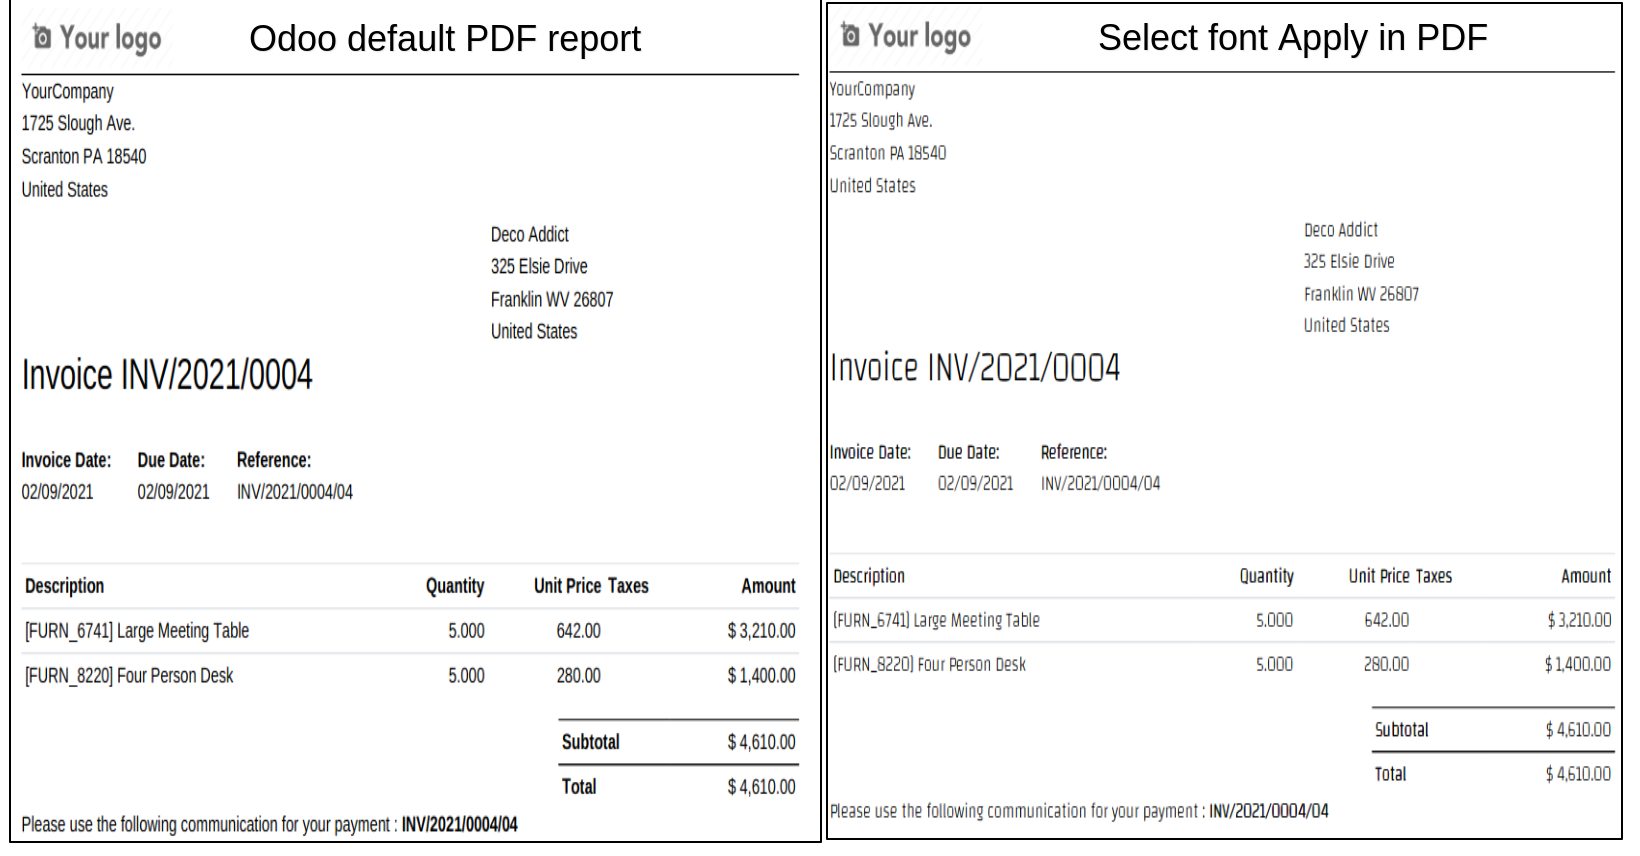 Your logo
Odoo default PDF report
YourCompany
1725 Slough Ave.
Scranton PA 18540
United States
Deco Addict
325 Elsie Drive
Franklin WV 26807
United States
Invoice INV/2021/0004
Invoice Date: Due Date: Reference:
02/09/2021 02/09/2021 INV/2021/0004/04
Description Quantity Unit Price Taxes Amount
[FURN_6741] Large Meeting Table 5.000 642.00 $ 3,210.00
[FURN_8220] Four Person Desk 5.000 280.00 $ 1,400.00
Subtotal $ 4,610.00
Total $ 4,610.00
Please use the following communication for your payment : INV/2021/0004/04
Your logo
Select font Apply in PDF
YourCompany
1725 Slough Ave.
Scranton PA 18540
United States
Deco Addict
325 Elsie Drive
Franklin WV 26807
United States
Invoice INV/2021/0004
Invoice Date: Due Date: Reference:
02/09/2021 02/09/2021 INV/2021/0004/04
Description Quantity Unit Price Taxes Amount
[FURN_6741] Large Meeting Table 5.000 642.00 $ 3,210.00
[FURN_8220] Four Person Desk 5.000 280.00 $ 1,400.00
Subtotal $ 4,610.00
Total $ 4,610.00
Please use the following communication for your payment : INV/2021/0004/04